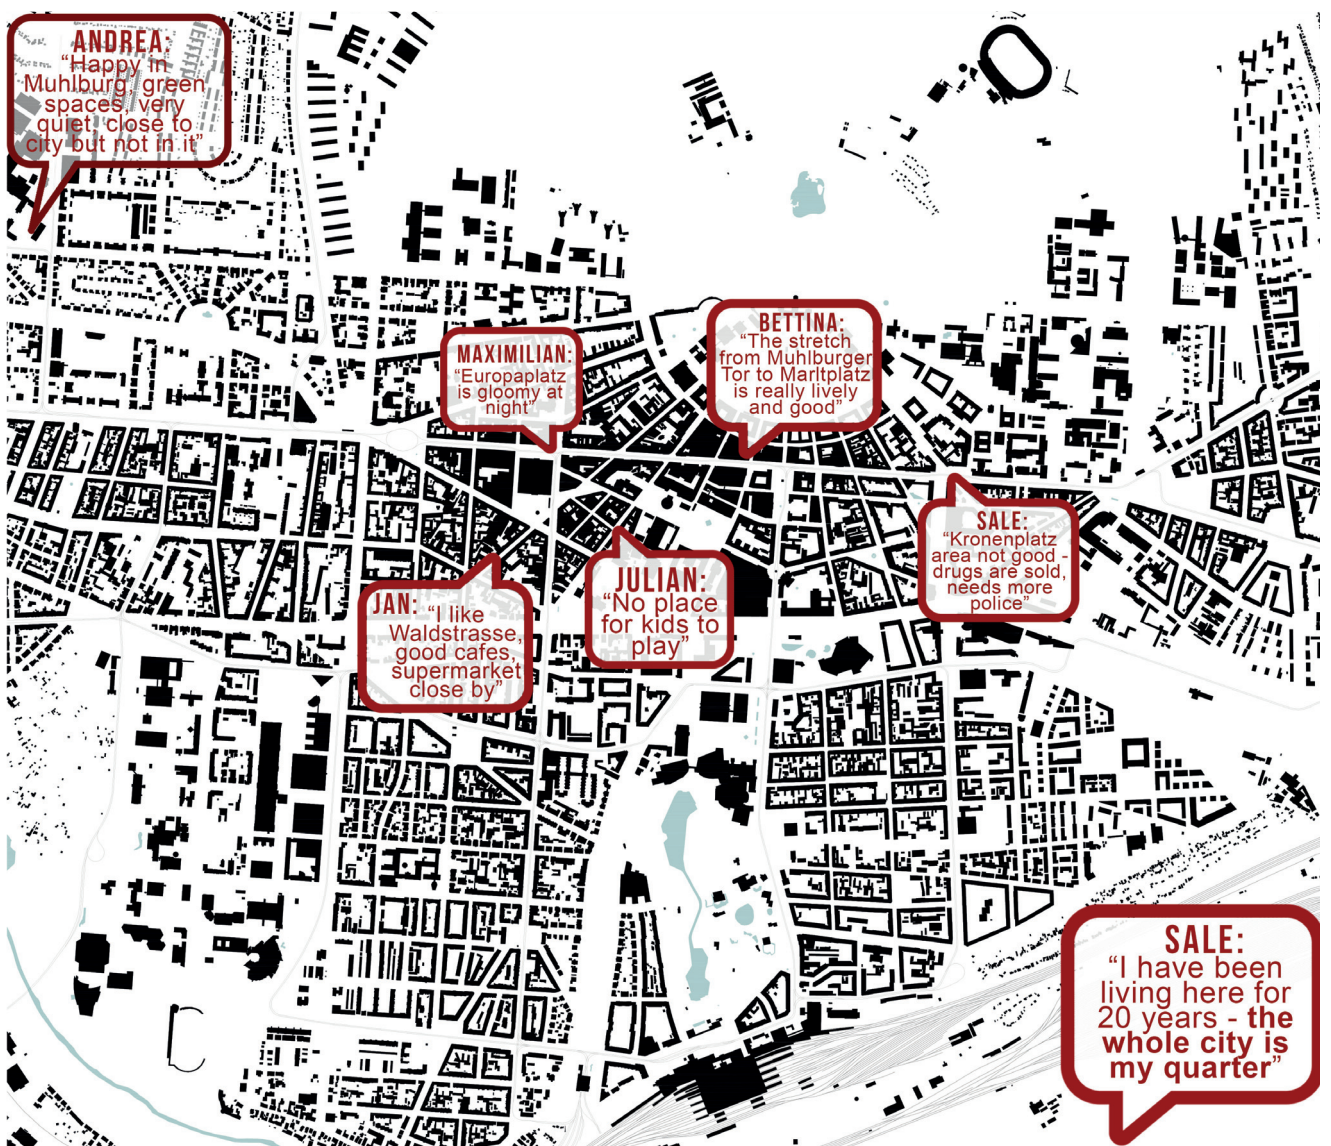 ANDREA:
“Happy in
Muhlburg, green
spaces, very
quiet, close to
city but not in it”
MAXIMILIAN:
“Europaplatz
is gloomy at
night”
BETTINA:
“The stretch
from Muhlburger
Tor to Marltplatz
is really lively
and good”
SALE:
“Kronenplatz
area not good -
drugs are sold,
needs more
police”
JAN: “I like
Waldstrasse,
good cafes,
supermarket
close by”
JULIAN:
“No place
for kids to
play”
SALE:
“I have been
living here for
20 years - the
whole city is
my quarter”